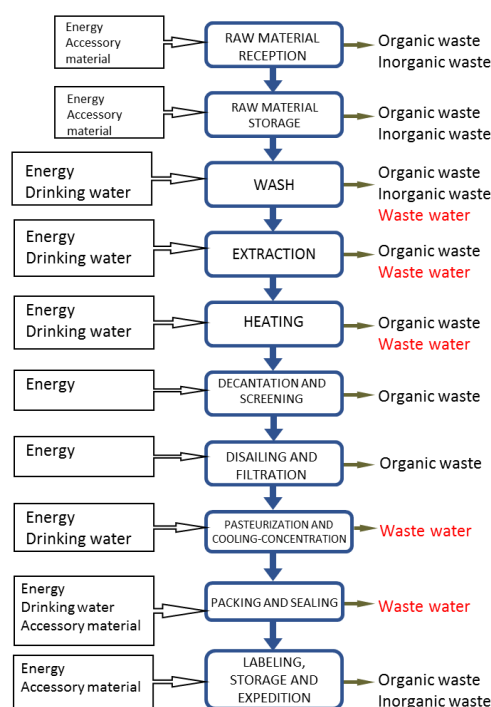 Energy
Accessory
material
RAW MATERIAL
RECEPTION
Organic waste
Inorganic waste
Energy
Accessory
material
RAW MATERIAL
STORAGE
Organic waste
Inorganic waste
Energy
Drinking water
WASH
Organic waste
Inorganic waste
Waste water
Energy
Drinking water
EXTRACTION
Organic waste
Waste water
Energy
Drinking water
HEATING
Organic waste
Waste water
Energy
DECANTATION AND
SCREENING
Organic waste
Energy
DISAILING AND
FILTRATION
Organic waste
Energy
Drinking water
PASTEURIZATION AND
COOLING-CONCENTRATION
Waste water
Energy
Drinking water
Accessory material
PACKING AND SEALING
Waste water
Energy
Accessory material
LABELING,
STORAGE AND
EXPEDITION
Organic waste
Inorganic waste